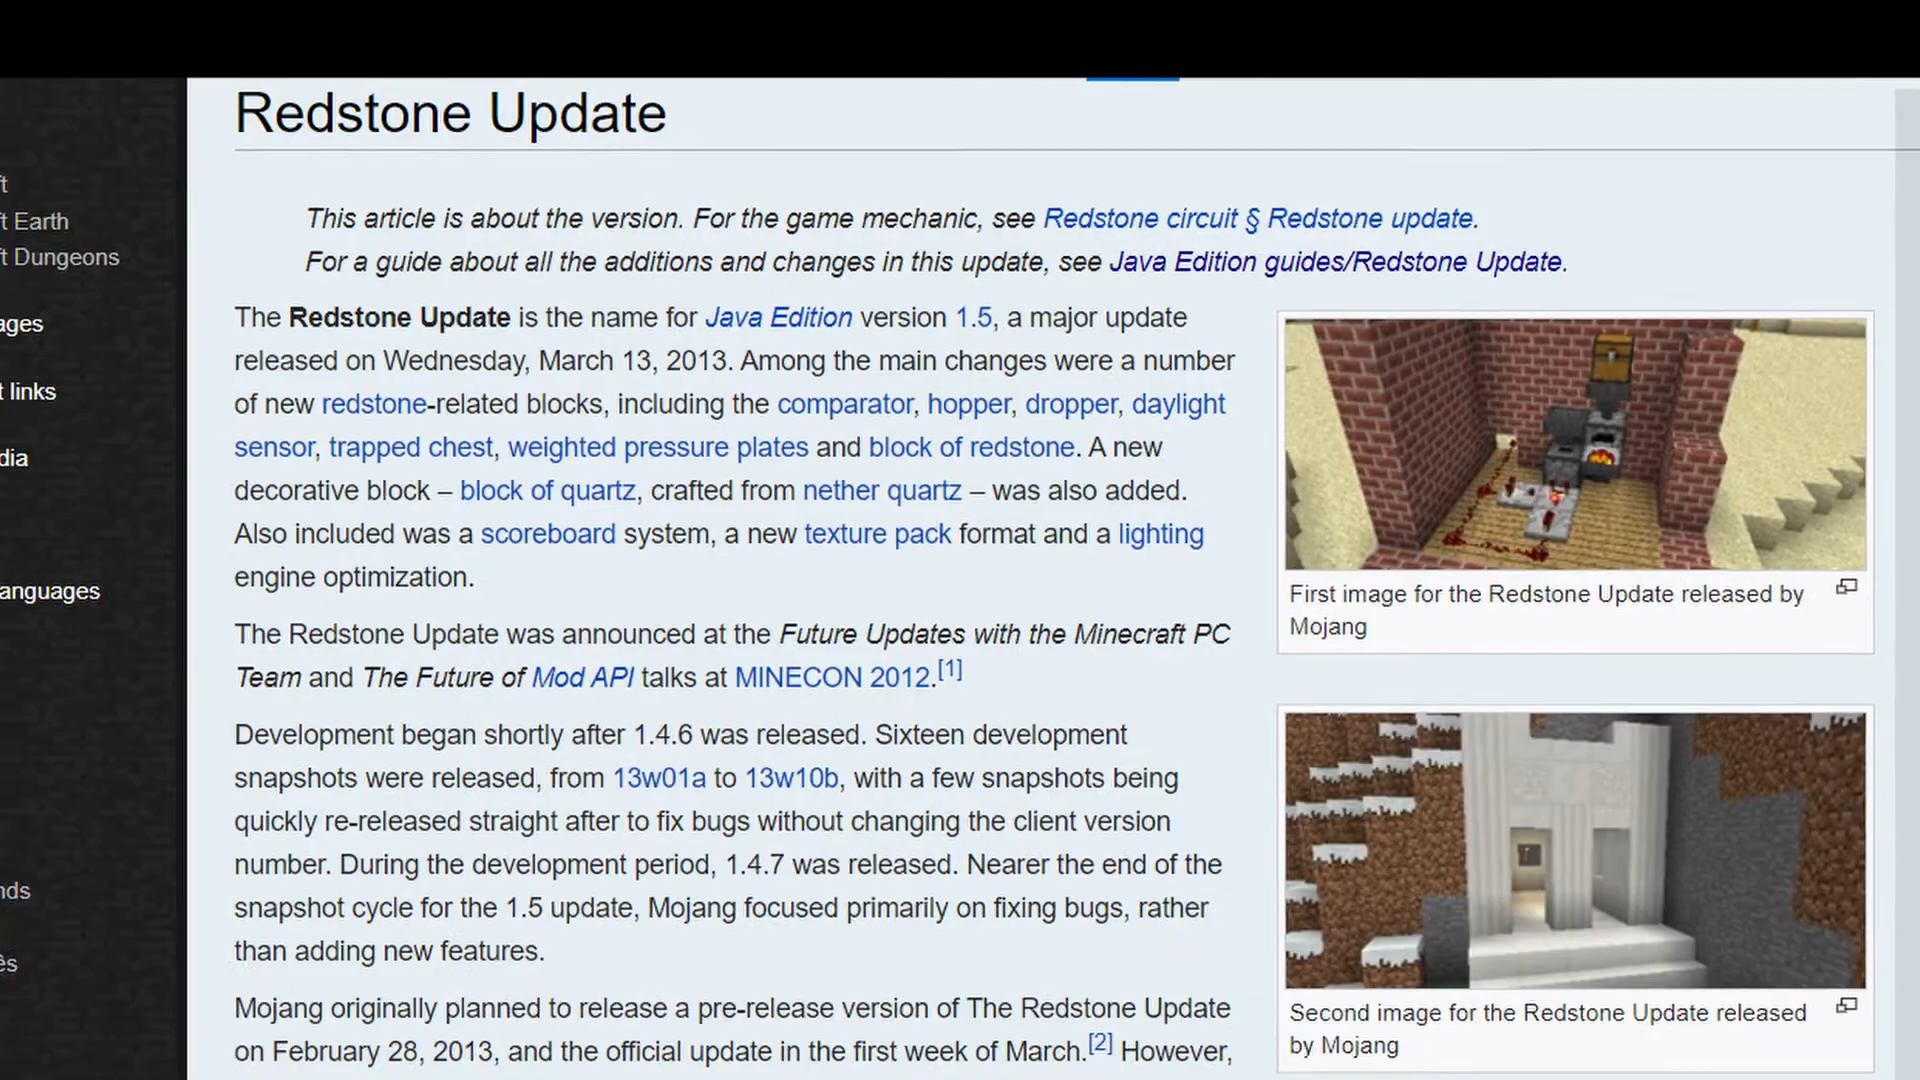 Redstone Update
This article is about the version. For the game mechanic, see Redstone circuit § Redstone update.
For a guide about all the additions and changes in this update, see Java Edition guides/Redstone Update.
The Redstone Update is the name for Java Edition version 1.5, a major update
released on Wednesday, March 13, 2013. Among the main changes were a number
of new redstone-related blocks, including the comparator, hopper, dropper, daylight
sensor, trapped chest, weighted pressure plates and block of redstone. A new
decorative block – block of quartz, crafted from nether quartz – was also added.
Also included was a scoreboard system, a new texture pack format and a lighting
engine optimization.
The Redstone Update was announced at the Future Updates with the Minecraft PC
Team and The Future of Mod API talks at MINECON 2012.[1]
Development began shortly after 1.4.6 was released. Sixteen development
snapshots were released, from 13w01a to 13w10b, with a few snapshots being
quickly re-released straight after to fix bugs without changing the client version
number. During the development period, 1.4.7 was released. Nearer the end of the
snapshot cycle for the 1.5 update, Mojang focused primarily on fixing bugs, rather
than adding new features.
Mojang originally planned to release a pre-release version of The Redstone Update
on February 28, 2013, and the official update in the first week of March.[2] However,
First image for the Redstone Update released by
Mojang
Second image for the Redstone Update released
by Mojang
ft
ft Earth
ft Dungeons
ages
t links
dia
anguages
nds
ês